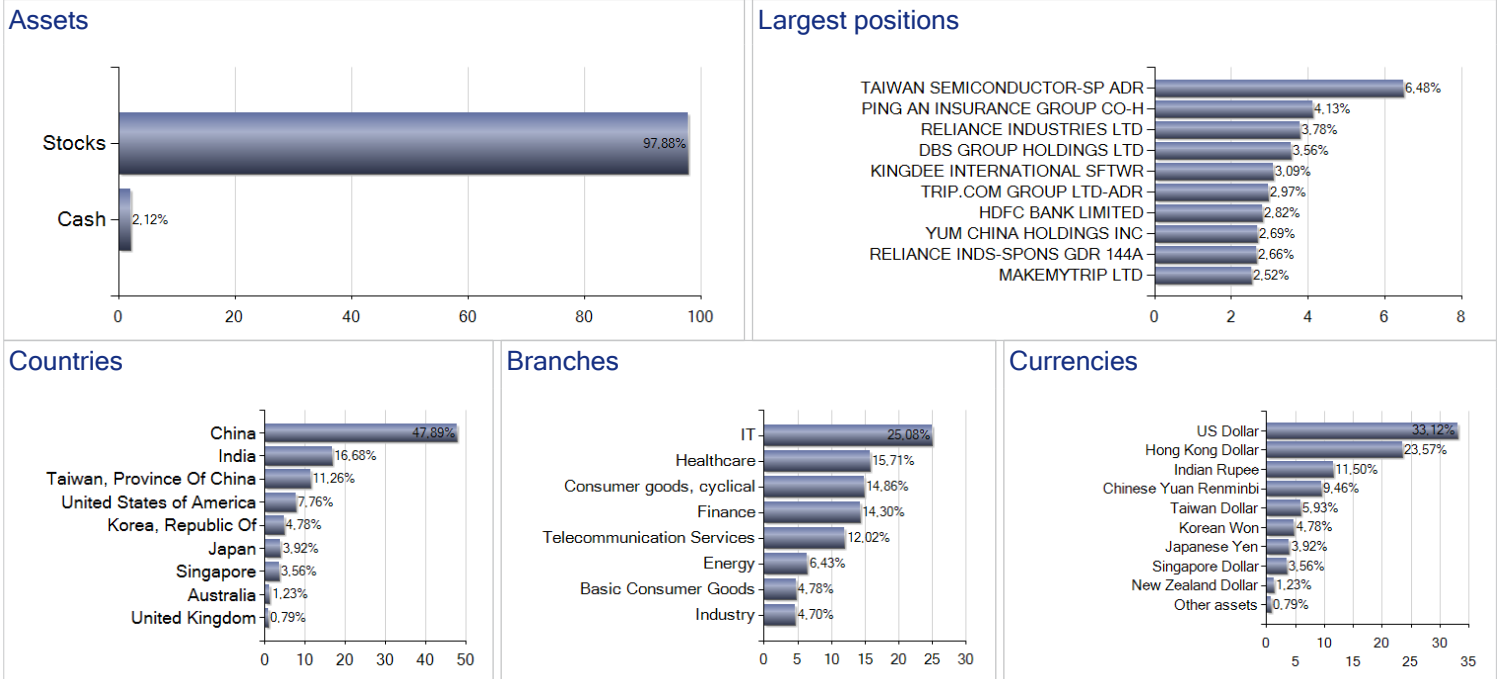 Assets
Stocks
97,88%
Cash
2,12%
0 20 40 60 80 100
Largest positions
TAIWAN SEMICONDUCTOR-SP ADR 6,48%
PING AN INSURANCE GROUP CO-H 4,13%
RELIANCE INDUSTRIES LTD 3,78%
DBS GROUP HOLDINGS LTD 3,56%
KINGDEE INTERNATIONAL SFTWR 3,09%
TRIP.COM GROUP LTD-ADR 2,97%
HDFC BANK LIMITED 2,82%
YUM CHINA HOLDINGS INC 2,69%
RELIANCE INDS-SPONS GDR 144A 2,66%
MAKEMYTRIP LTD 2,52%
0 2 4 6 8
Countries
China 47,89%
India 16,68%
Taiwan, Province Of China 11,26%
United States of America 7,76%
Korea, Republic Of 4,78%
Japan 3,92%
Singapore 3,56%
Australia 1,23%
United Kingdom 0,79%
0 10 20 30 40 50
Branches
IT 25,08%
Healthcare 15,71%
Consumer goods, cyclical 14,86%
Finance 14,30%
Telecommunication Services 12,02%
Energy 6,43%
Basic Consumer Goods 4,78%
Industry 4,70%
0 5 10 15 20 25 30
Currencies
US Dollar 33,12%
Hong Kong Dollar 23,57%
Indian Rupee 11,50%
Chinese Yuan Renminbi 9,46%
Taiwan Dollar 5,93%
Korean Won 4,78%
Japanese Yen 3,92%
Singapore Dollar 3,56%
New Zealand Dollar 1,23%
Other assets 0,79%
0 10 20 30
5 15 25 35